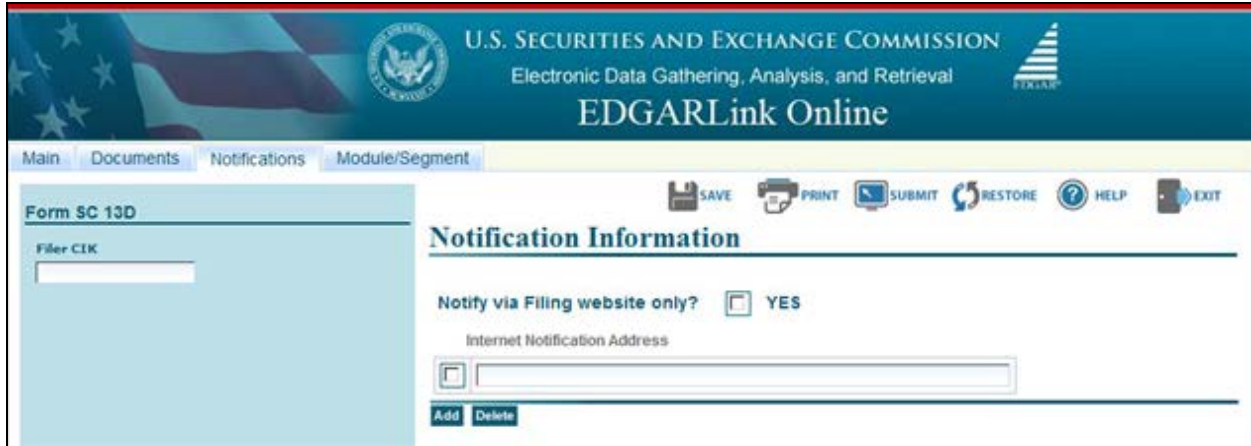 U.S. SECURITIES AND EXCHANGE COMMISSION
Electronic Data Gathering, Analysis, and Retrieval
EDGAR
EDGARLink Online
Main Documents Notifications Module/Segment
SAVE PRINT SUBMIT RESTORE HELP EXIT
Form SC 13D
Filer CIK
Notification Information
Notify via Filing website only? YES
Internet Notification Address
Add Delete